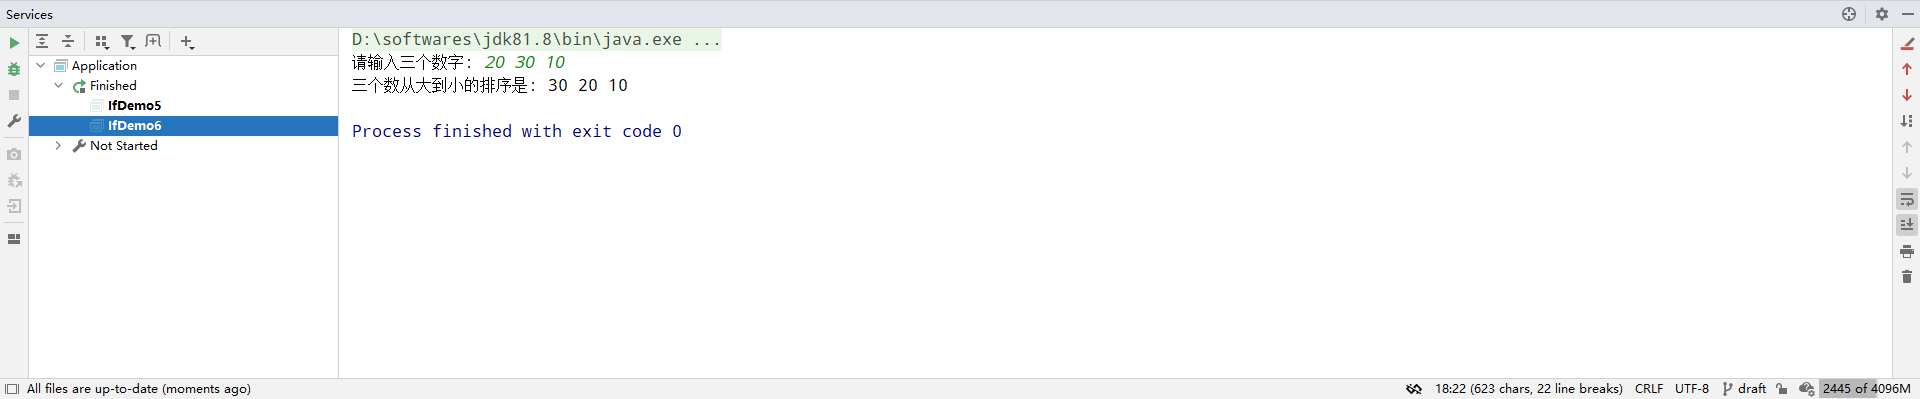 Services
Application
Finished
IfDemo5
IfDemo6
Not Started
D:\softwares\jdk81.8\bin\java.exe ...
请输入三个数字: 20 30 10
三个数从大到小的排序是: 30 20 10
Process finished with exit code 0
All files are up-to-date (moments ago)
18:22 (623 chars, 22 line breaks) CRLF UTF-8 draft 2445 of 4096M